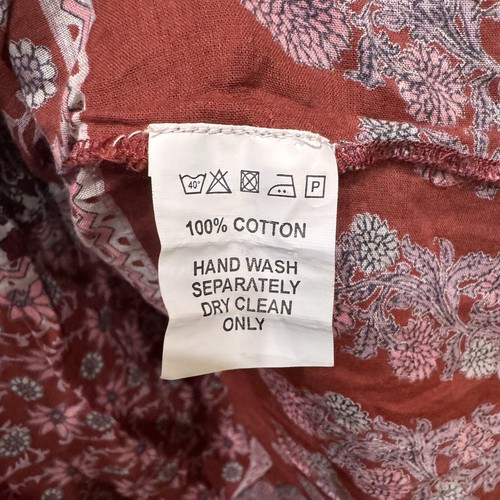 40°
P
100% COTTON
HAND WASH
SEPARATELY
DRY CLEAN
ONLY